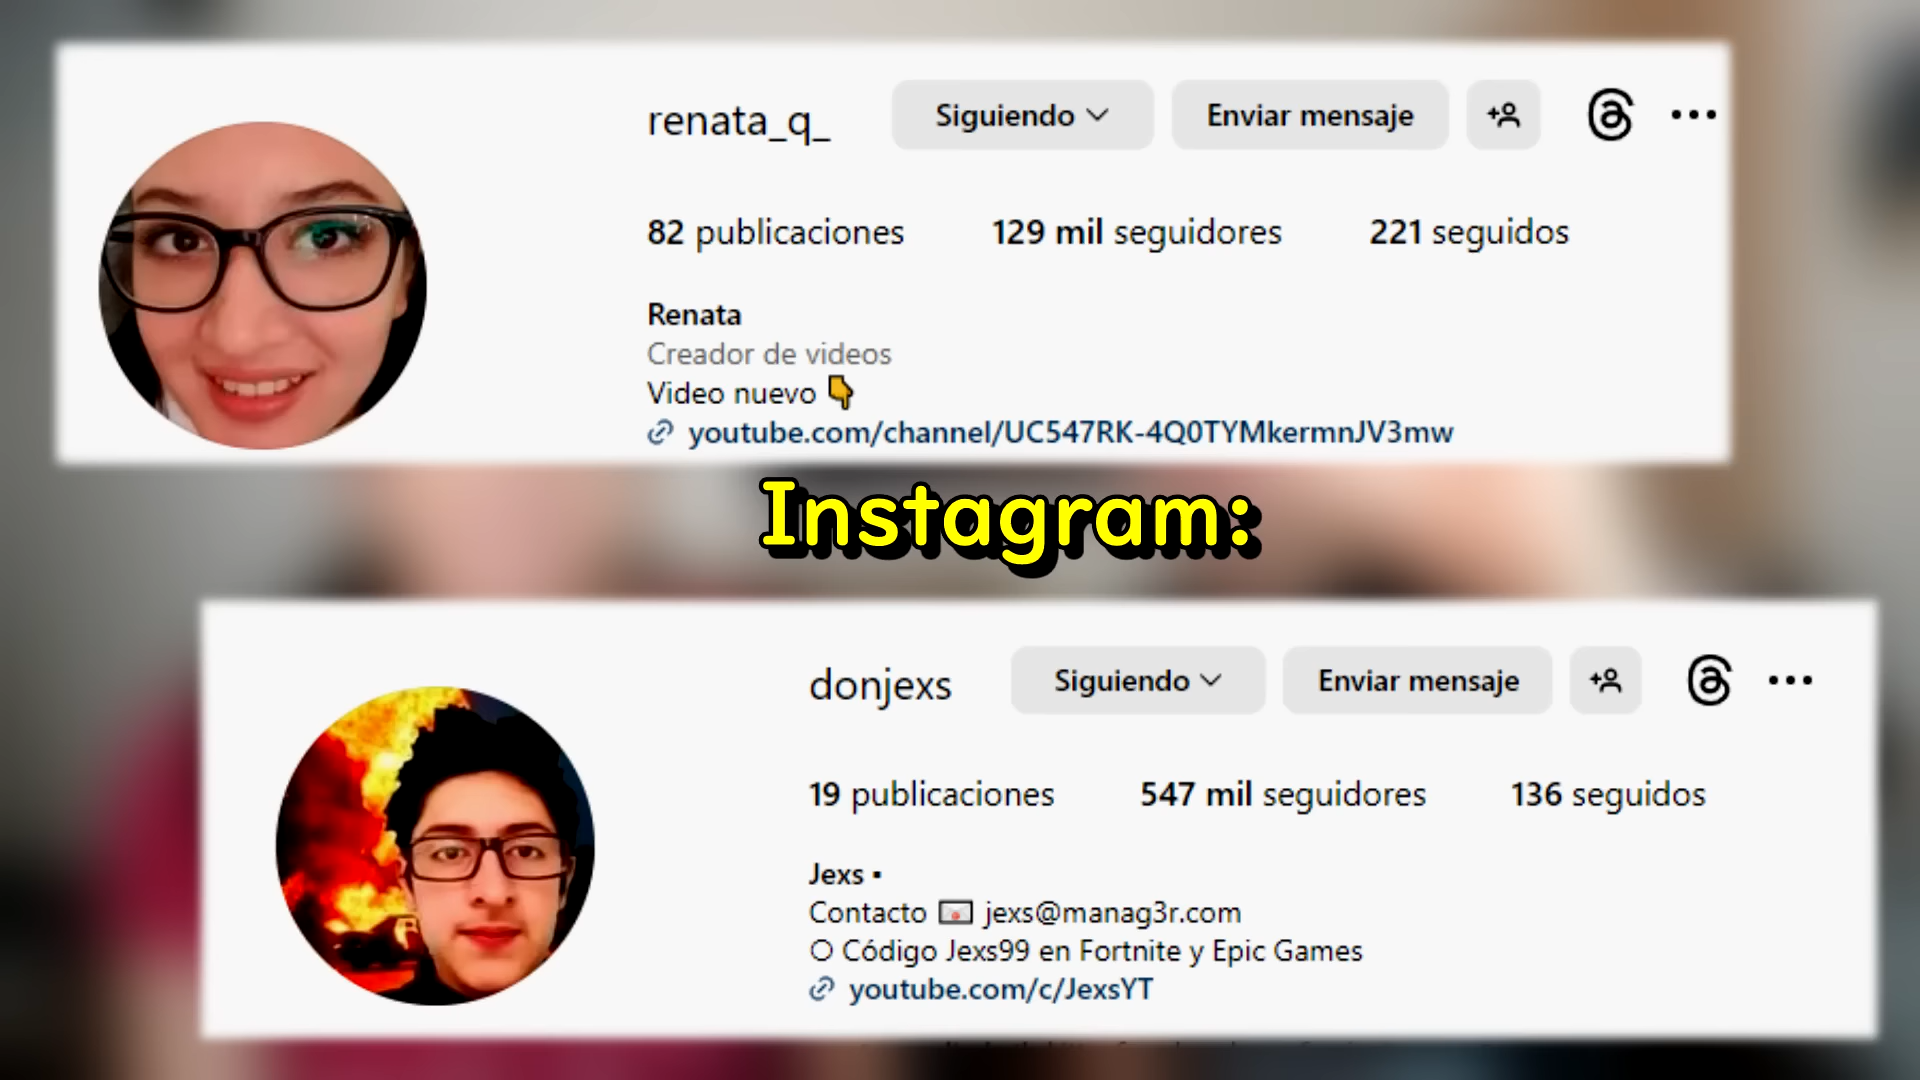 renata_q_ Siguiendo Enviar mensaje
82 publicaciones 129 mil seguidores 221 seguidos
Renata
Creador de videos
Video nuevo 👇
youtube.com/channel/UC547RK-4Q0TYMkermnJV3mw
Instagram:
donjexs Siguiendo Enviar mensaje
19 publicaciones 547 mil seguidores 136 seguidos
Jexs ▪
Contacto 📧 jexs@manag3r.com
○ Código Jexs99 en Fortnite y Epic Games
youtube.com/c/JexsYT